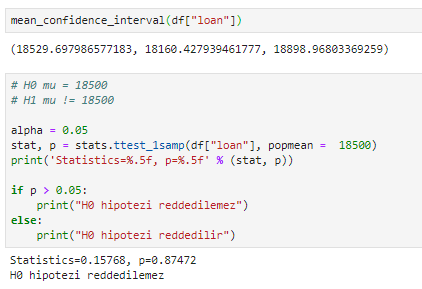 mean_confidence_interval(df["loan"])
(18529.697986577183, 18160.427939461777, 18898.96803369259)
# H0 mu = 18500
# H1 mu != 18500
alpha = 0.05
stat, p = stats.ttest_1samp(df["loan"], popmean =  18500)
print('Statistics=%.5f, p=%.5f' % (stat, p))
if p > 0.05:
    print("H0 hipotezi reddedilemez")
else:
    print("H0 hipotezi reddedilir")
Statistics=0.15768, p=0.87472
H0 hipotezi reddedilemez